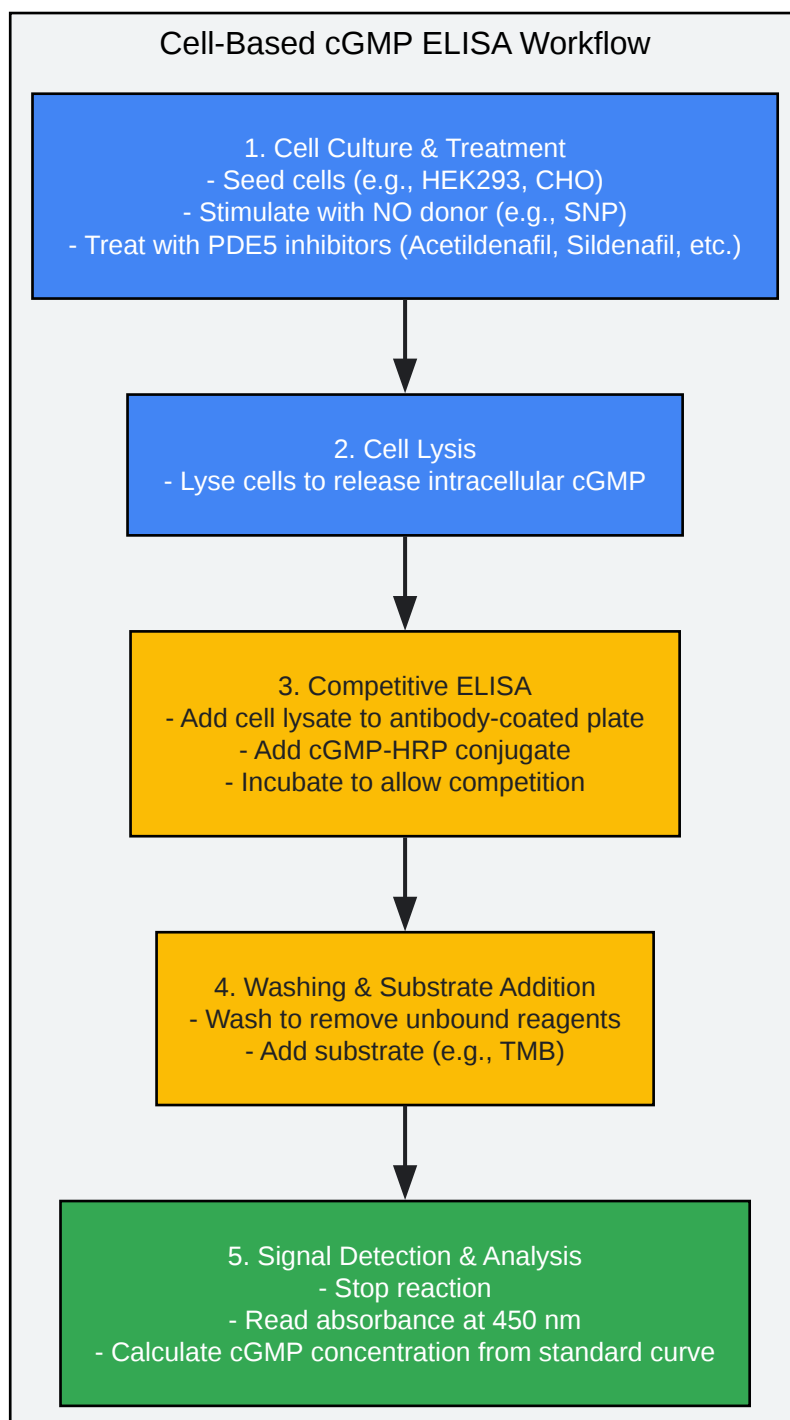 Cell-Based cGMP ELISA Workflow
1. Cell Culture & Treatment
- Seed cells (e.g., HEK293, CHO)
- Stimulate with NO donor (e.g., SNP)
- Treat with PDE5 inhibitors (Acetildenafil, Sildenafil, etc.)
2. Cell Lysis
- Lyse cells to release intracellular cGMP
3. Competitive ELISA
- Add cell lysate to antibody-coated plate
- Add cGMP-HRP conjugate
- Incubate to allow competition
4. Washing & Substrate Addition
- Wash to remove unbound reagents
- Add substrate (e.g., TMB)
5. Signal Detection & Analysis
- Stop reaction
- Read absorbance at 450 nm
- Calculate cGMP concentration from standard curve